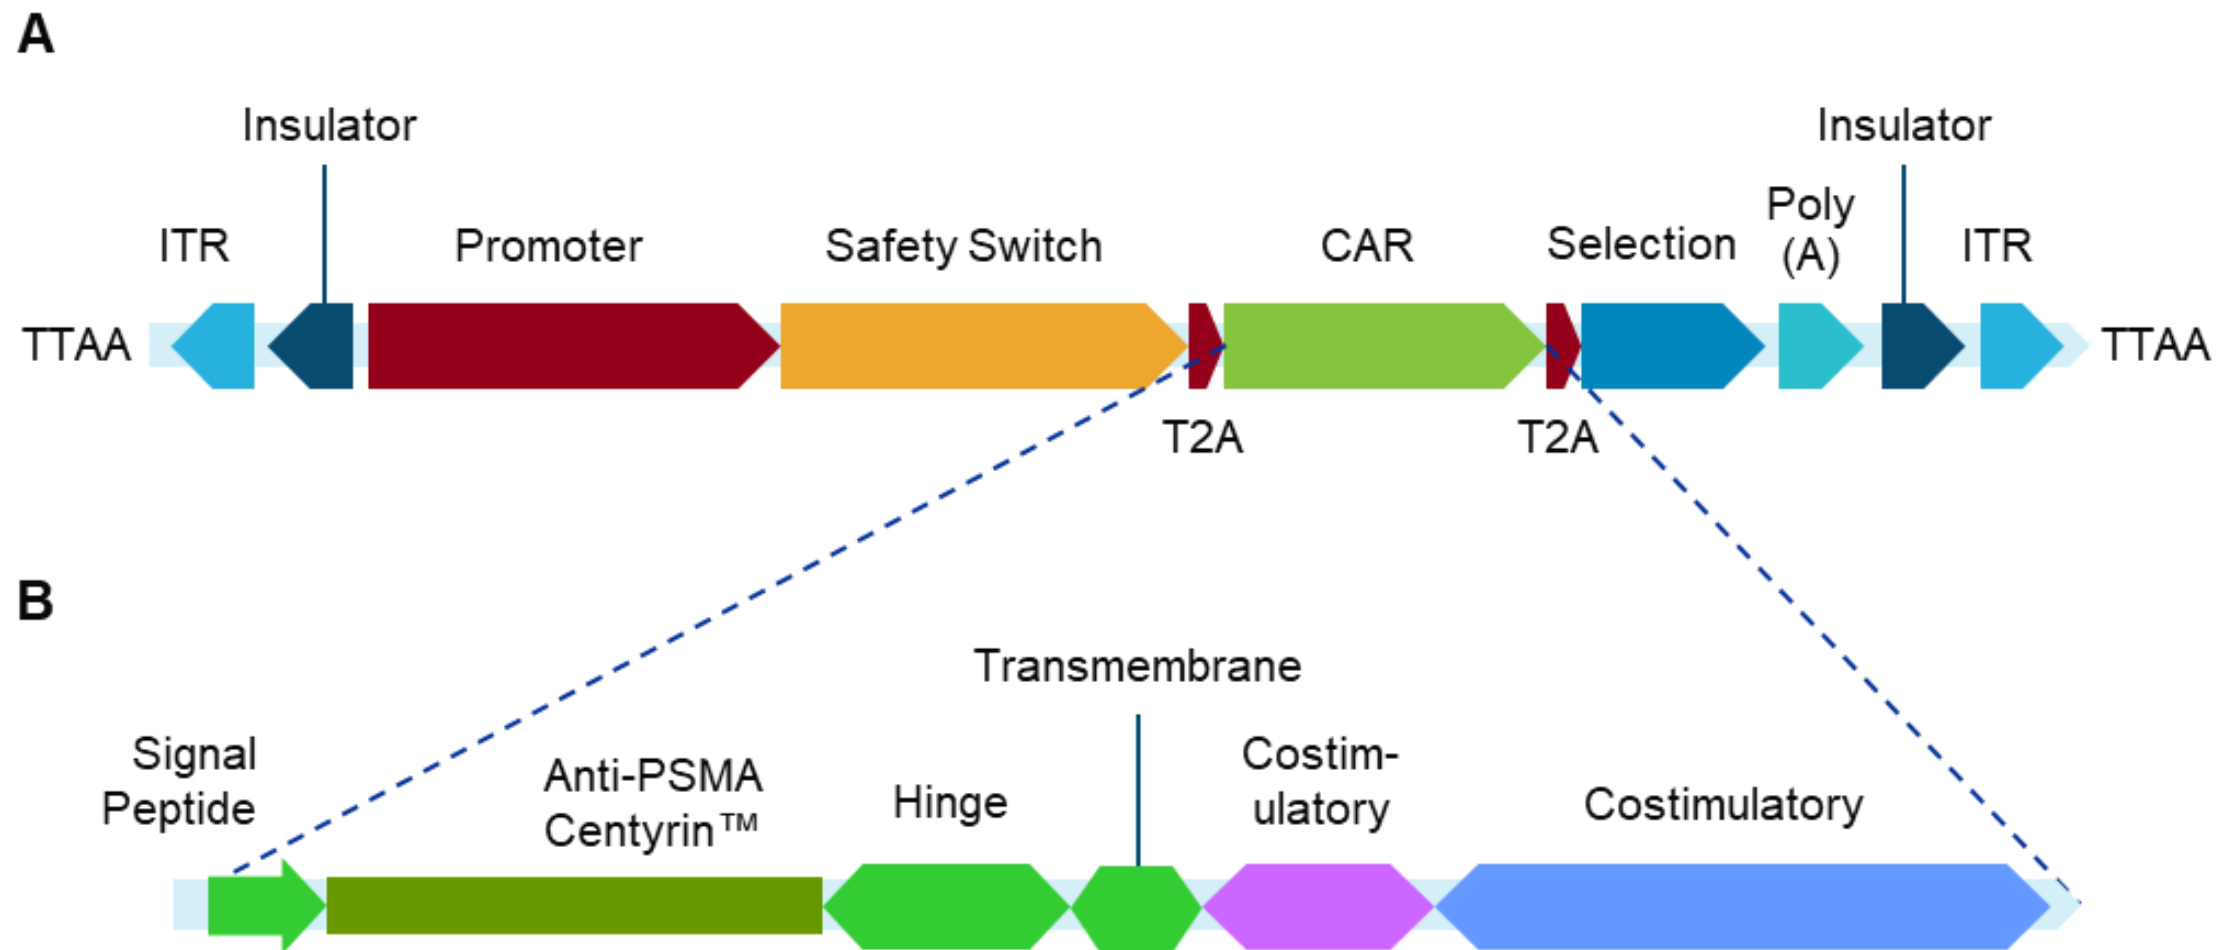 A
Insulator
Insulator
ITR
Promoter
Safety Switch
CAR
Selection
Poly
(A)
ITR
TTAA
TTAA
T2A
T2A
B
Transmembrane
Signal
Peptide
Anti-PSMA
Centyrin™
Hinge
Costim-
ulatory
Costimulatory